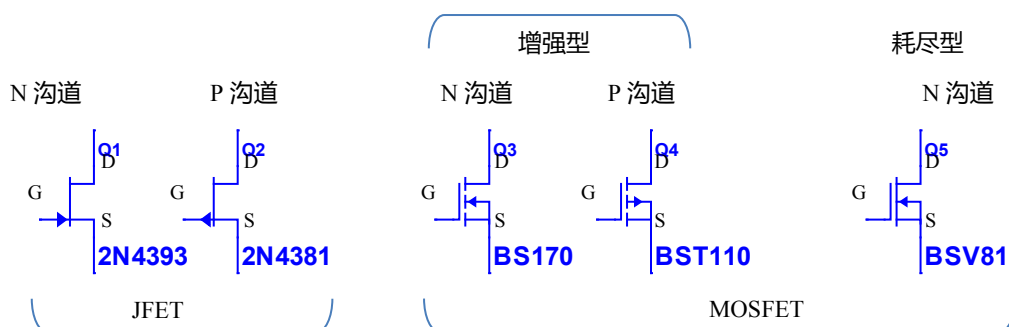 增强型 耗尽型
N 沟道 P 沟道 N 沟道 P 沟道 N 沟道
Q1 Q2 Q3 Q4 Q5
D D D D D
G G G G G
S S S S S
2N4393 2N4381 BS170 BST110 BSV81
JFET MOSFET